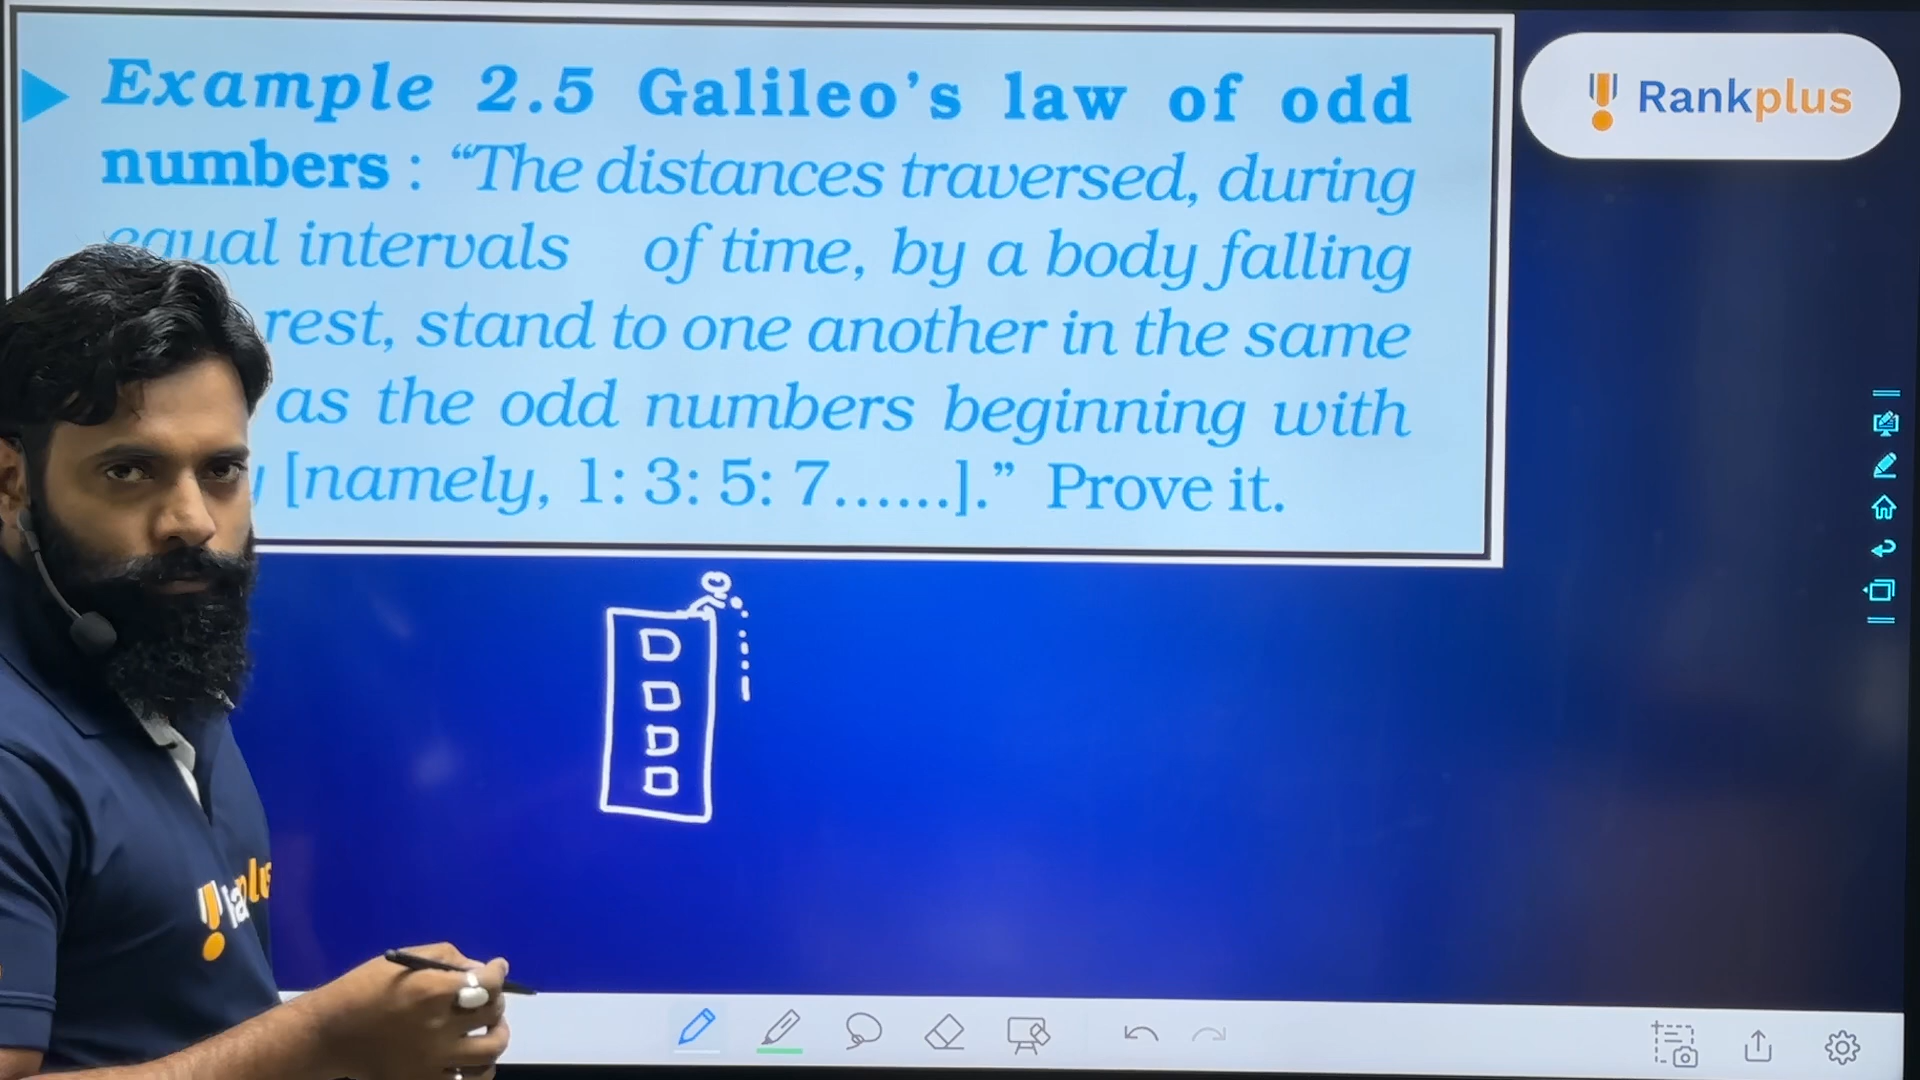 Example 2.5 Galileo's law of odd
numbers : “The distances traversed, during
equal intervals of time, by a body falling
rest, stand to one another in the same
as the odd numbers beginning with
[namely, 1: 3: 5: 7......].” Prove it.
Rankplus